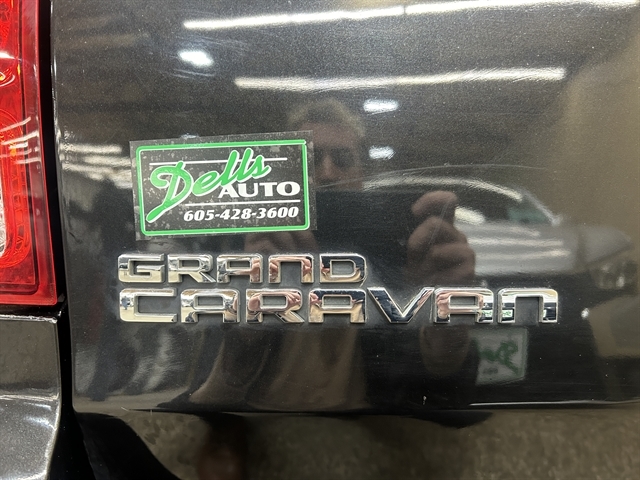 Dells
AUTO
605-428-3600
GRAND
CARAVAN